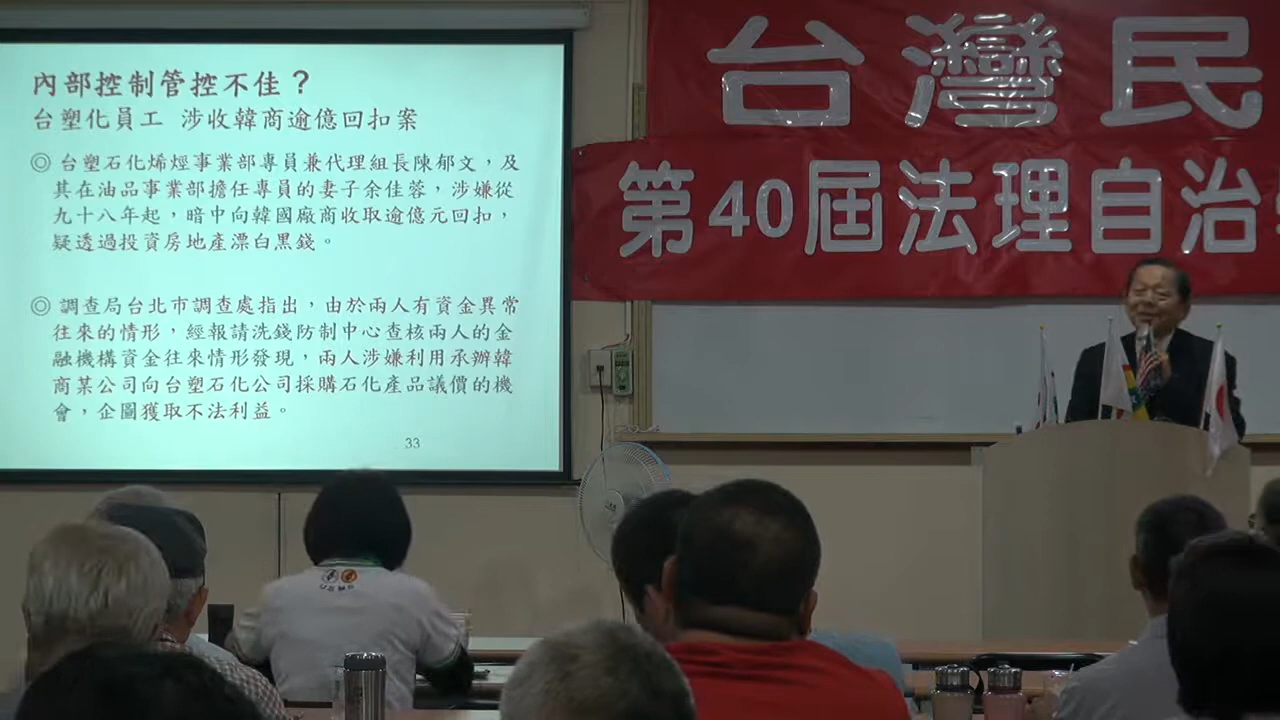 內部控制管控不佳？
台塑化員工 涉收韓商逾億回扣案
◎ 台塑石化烯烴事業部專員兼代理組長陳郁文，及
其在油品事業部擔任專員的妻子余佳蓉，涉嫌從
九十八年起，暗中向韓國廠商收取逾億元回扣，
疑透過投資房地產漂白黑錢。
◎ 調查局台北市調查處指出，由於兩人有資金異常
往來的情形，經報請洗錢防制中心查核兩人的金
融機構資金往來情形發現，兩人涉嫌利用承辦韓
商某公司向台塑石化公司採購石化產品議價的機
會，企圖獲取不法利益。
33
台灣民
第40屆法理自治